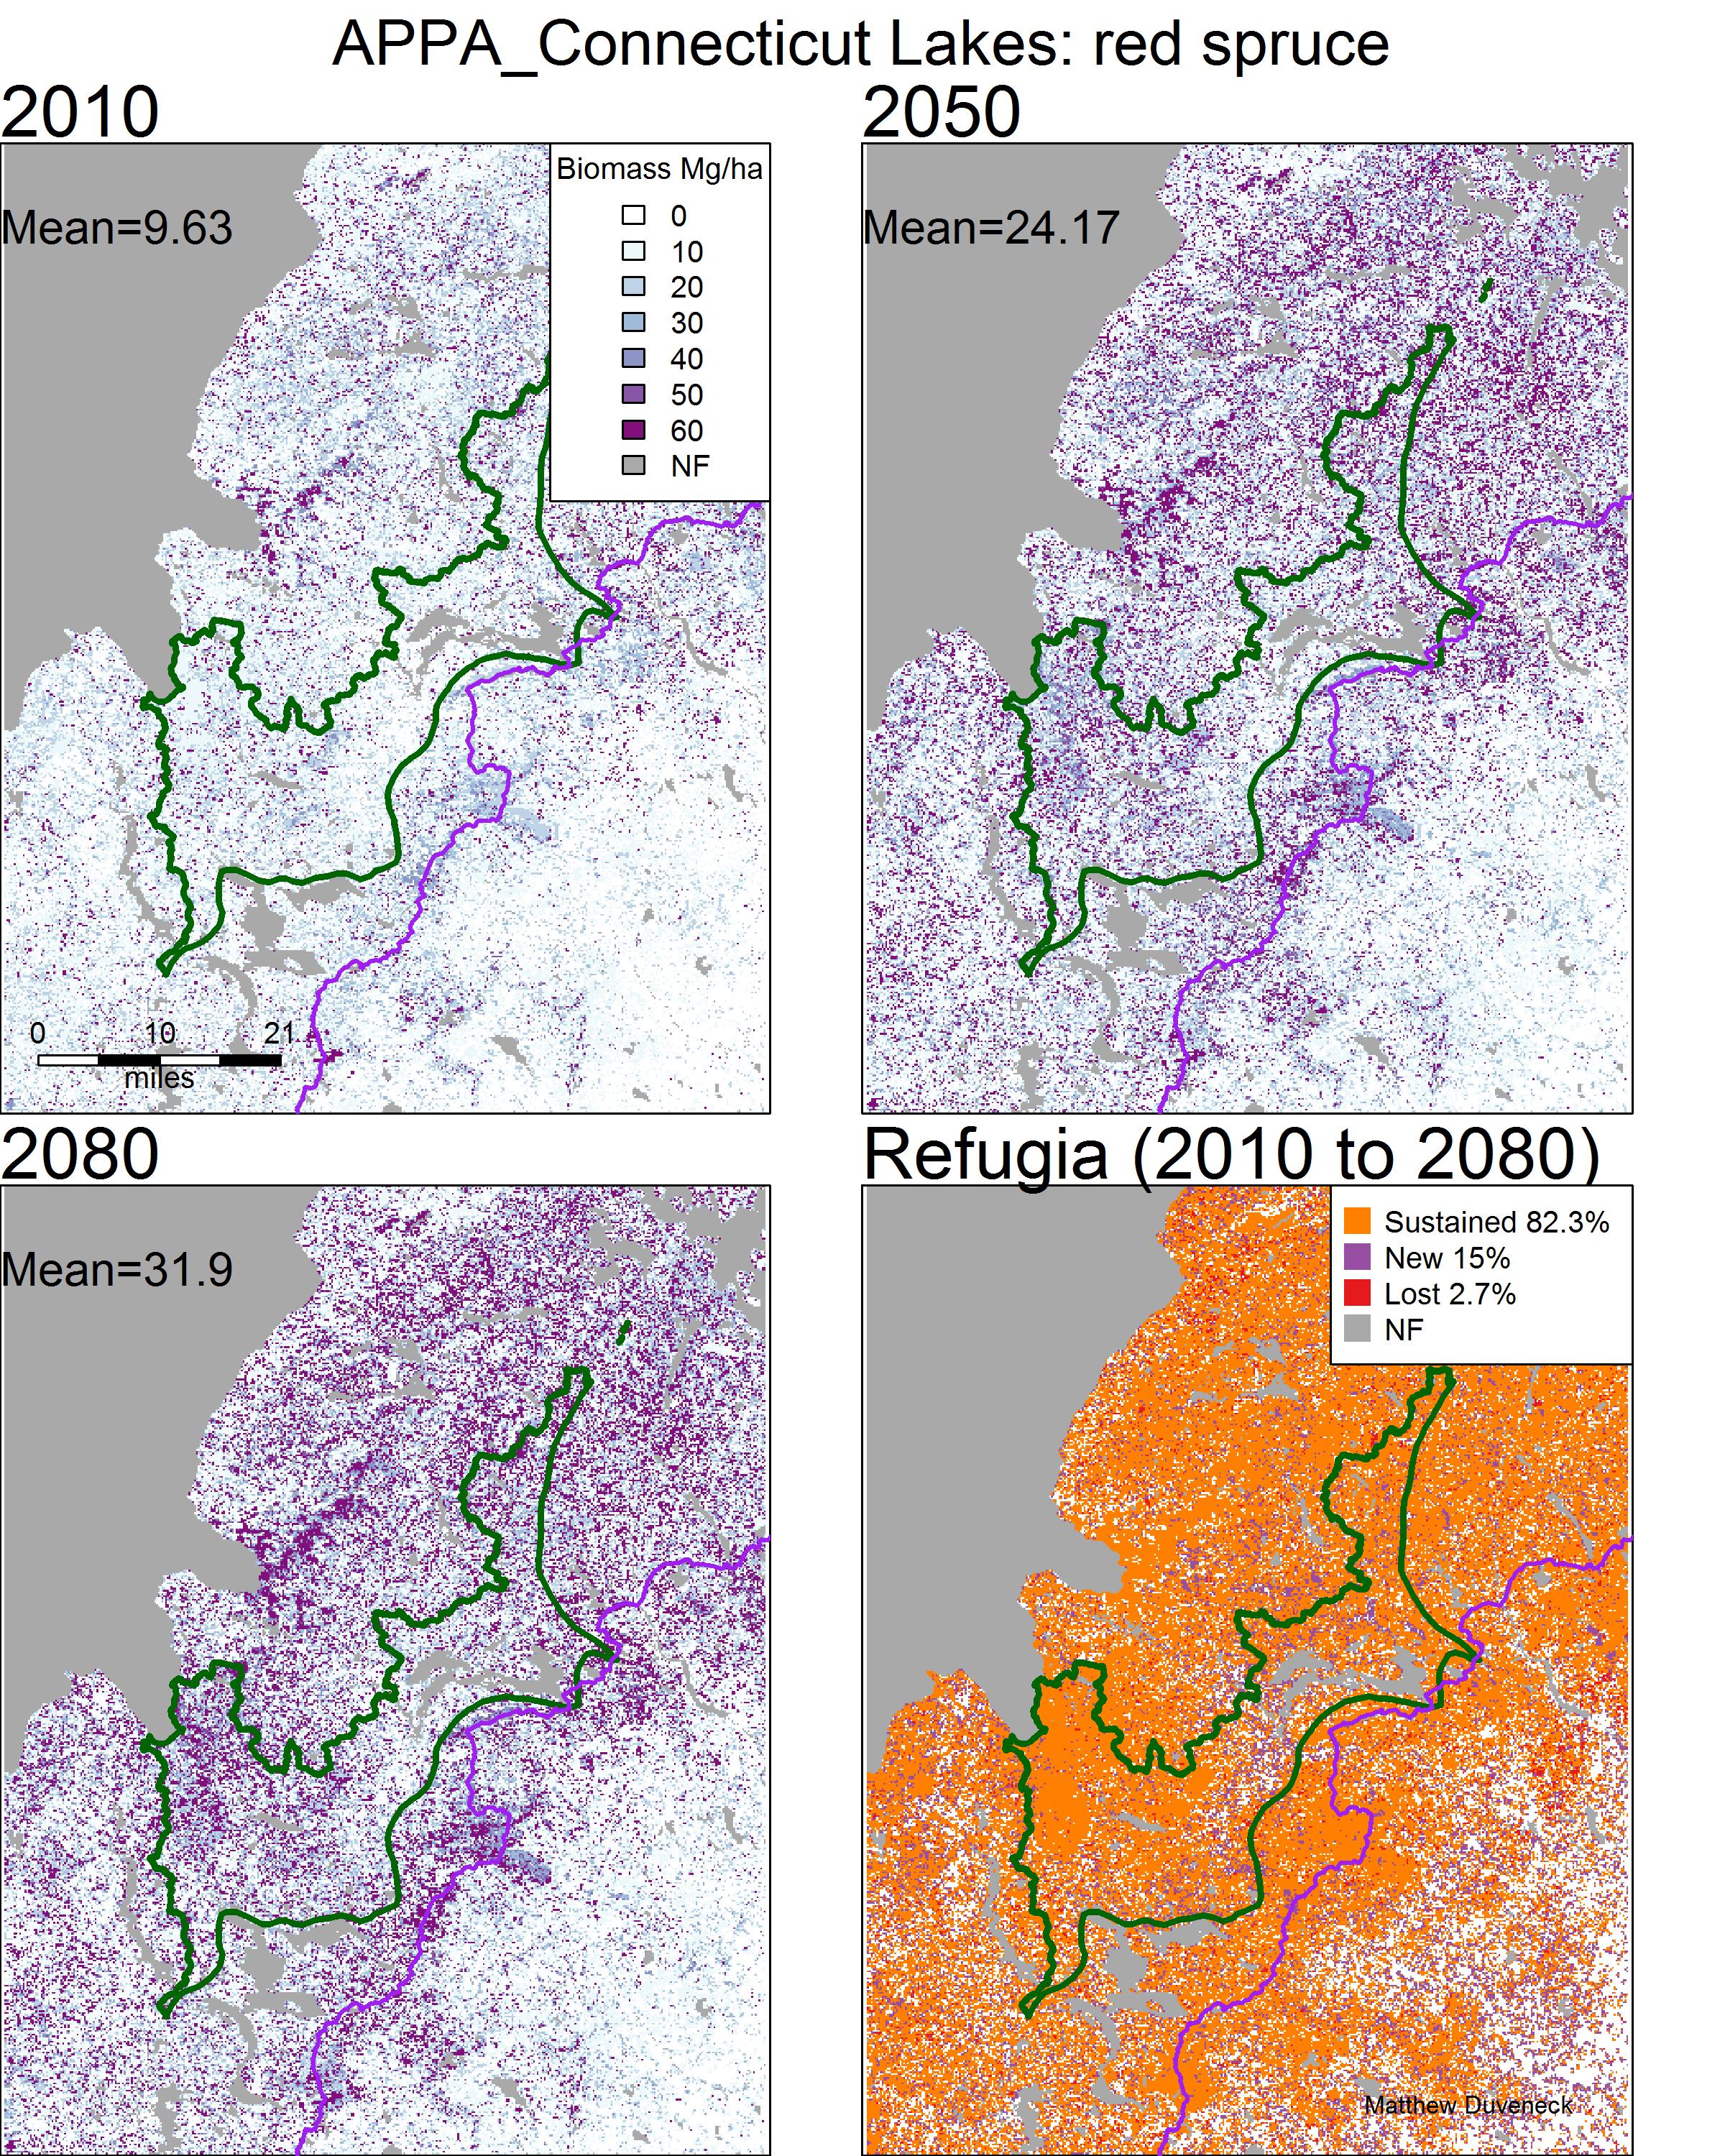 APPA_Connecticut Lakes: red spruce
2010
Mean=9.63
Biomass Mg/ha
0
10
20
30
40
50
60
NF
0 10 21
miles
2050
Mean=24.17
2080
Mean=31.9
Refugia (2010 to 2080)
Sustained 82.3%
New 15%
Lost 2.7%
NF
Matthew Duveneck